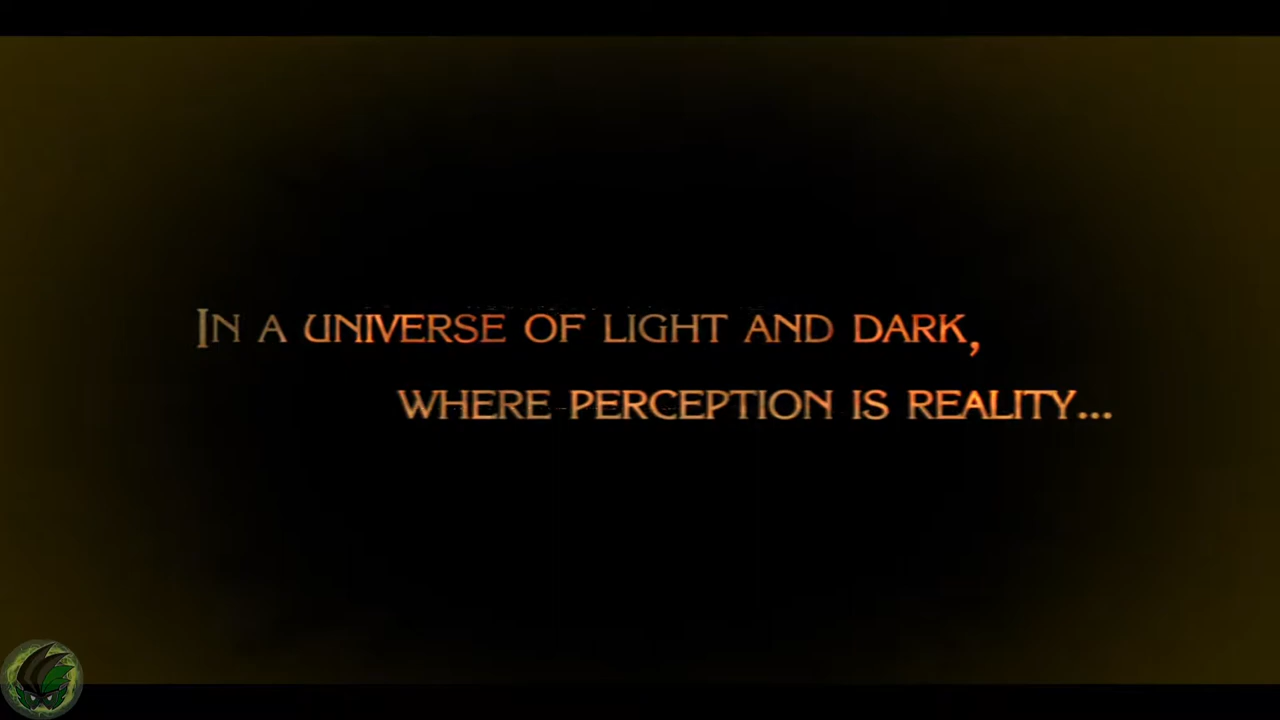 In a universe of light and dark,
where perception is reality...